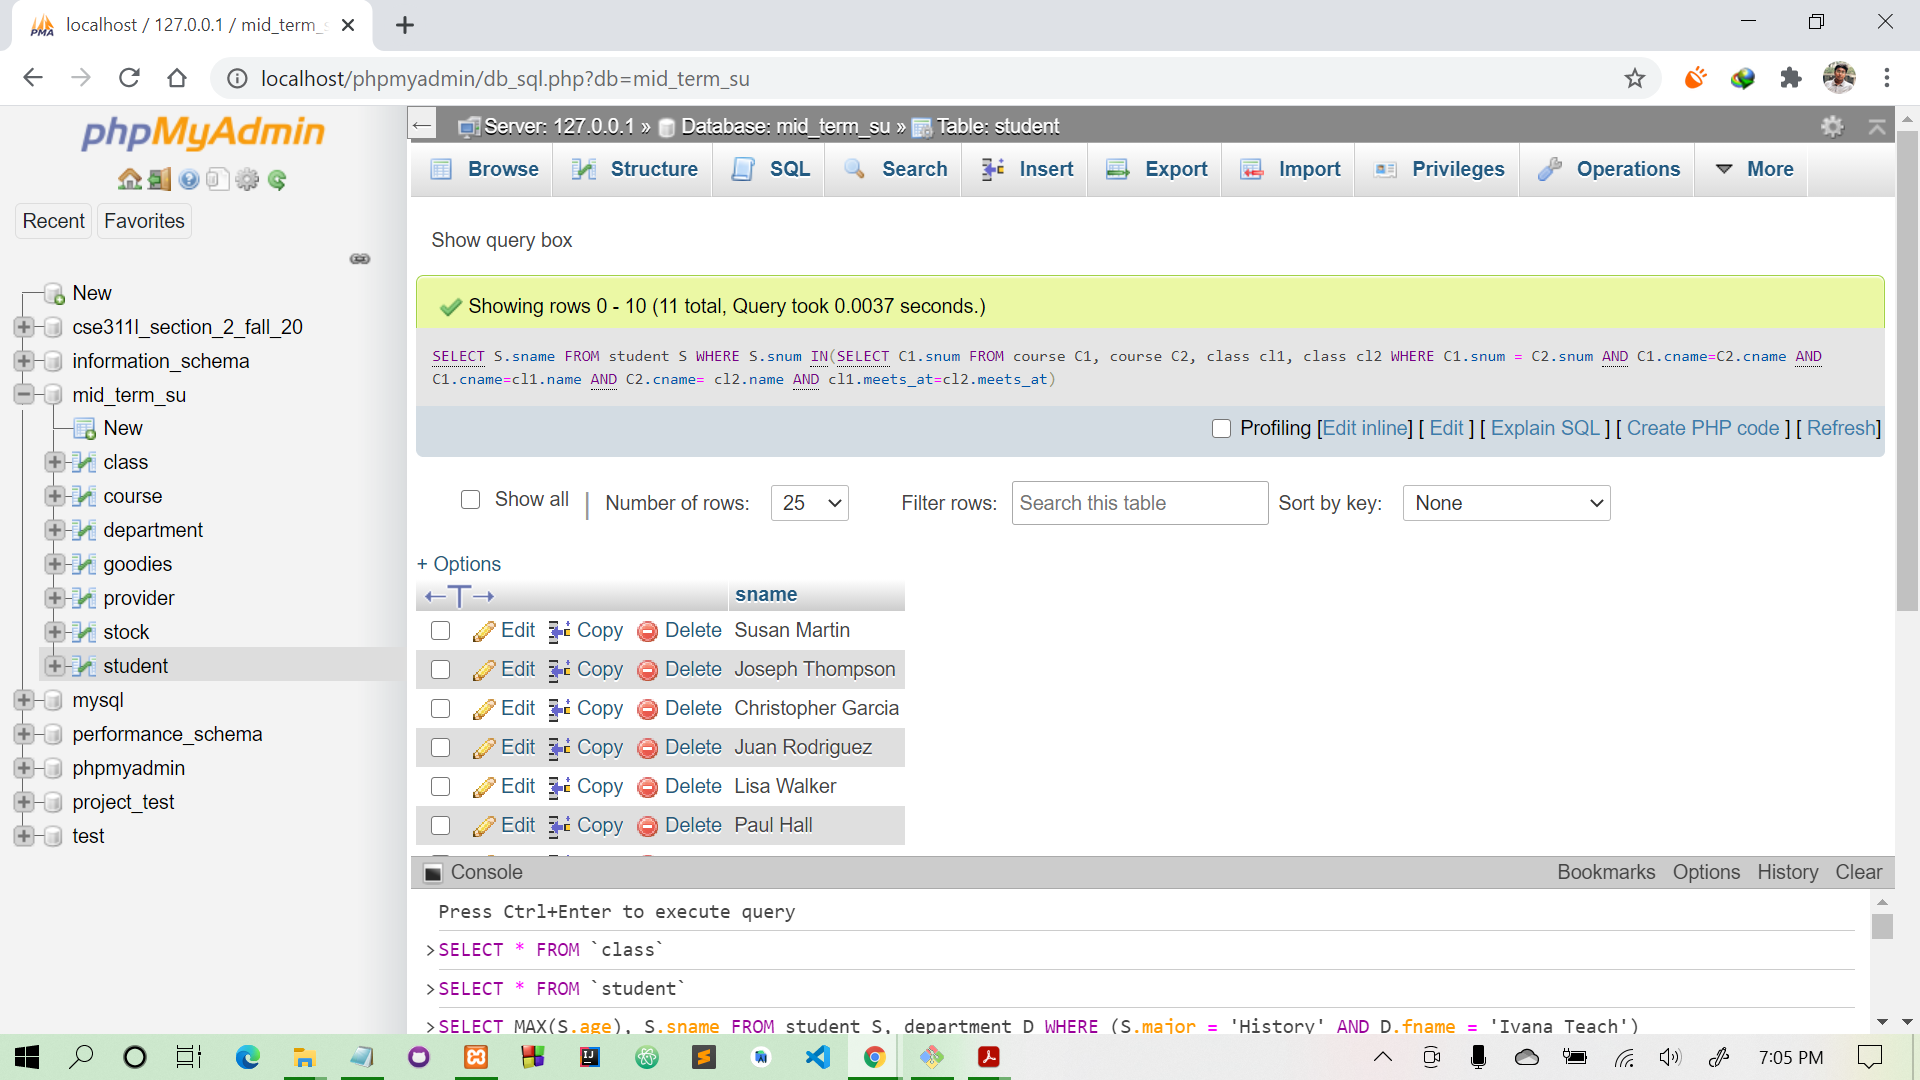 localhost / 127.0.0.1 / mid_term_s
localhost/phpmyadmin/db_sql.php?db=mid_term_su
phpMyAdmin
Recent
Favorites
New
cse311l_section_2_fall_20
information_schema
mid_term_su
New
class
course
department
goodies
provider
stock
student
mysql
performance_schema
phpmyadmin
project_test
test
Server: 127.0.0.1 » Database: mid_term_su » Table: student
Browse Structure SQL Search Insert Export Import Privileges Operations More
Show query box
Showing rows 0 - 10 (11 total, Query took 0.0037 seconds.)
SELECT S.sname FROM student S WHERE S.snum IN(SELECT C1.snum FROM course C1, course C2, class cl1, class cl2 WHERE C1.snum = C2.snum AND C1.cname=C2.cname AND
C1.cname=cl1.name AND C2.cname= cl2.name AND cl1.meets_at=cl2.meets_at)
Profiling [Edit inline] [ Edit ] [ Explain SQL ] [ Create PHP code ] [ Refresh]
Show all | Number of rows: 25 Filter rows: Search this table Sort by key: None
+ Options
←T→ sname
Edit Copy Delete Susan Martin
Edit Copy Delete Joseph Thompson
Edit Copy Delete Christopher Garcia
Edit Copy Delete Juan Rodriguez
Edit Copy Delete Lisa Walker
Edit Copy Delete Paul Hall
Console Bookmarks Options History Clear
Press Ctrl+Enter to execute query
>SELECT * FROM `class`
>SELECT * FROM `student`
>SELECT MAX(S.age), S.sname FROM student S, department D WHERE (S.major = 'History' AND D.fname = 'Ivana Teach')
7:05 PM